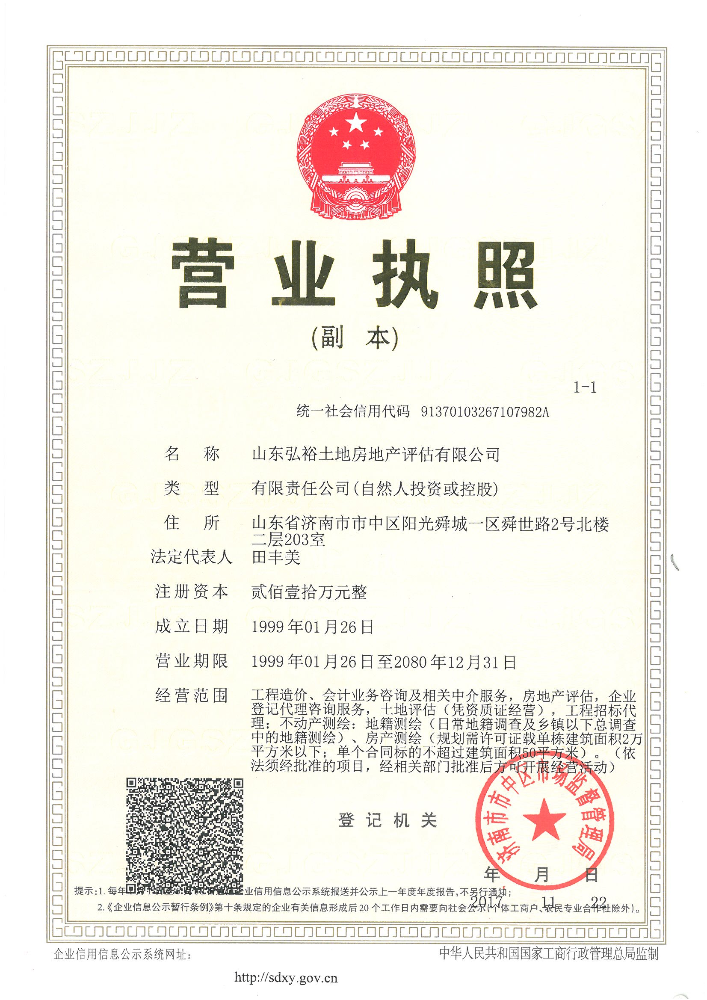 营业执照
(副 本)
1-1
统一社会信用代码 91370103267107982A
名 称 山东弘裕土地房地产评估有限公司
类 型 有限责任公司(自然人投资或控股)
住 所 山东省济南市市中区阳光舜城一区舜世路2号北楼
二层203室
法定代表人 田丰美
注册资本 贰佰壹拾万元整
成立日期 1999年01月26日
营业期限 1999年01月26日至2080年12月31日
经营范围 工程造价、会计业务咨询及相关中介服务，房地产评估，企业
登记代理咨询服务，土地评估（凭资质证经营），工程招标代
理；不动产测绘：地籍测绘（日常地籍调查及乡镇以下总调查
中的地籍测绘）、房产测绘（规划需许可证载单栋建筑面积2万
平方米以下；单个合同标的不超过建筑面积50平方米）。（依
法须经批准的项目，经相关部门批准后方可开展经营活动）
登记机关
济南市市中区市场监督管理局
年 月 日
提示:1. 每年 企业信用信息公示系统报送并公示上一年度年度报告,不另行通知;
2017 11 22
2.《企业信息公示暂行条例》第十条规定的企业有关信息形成后20个工作日内需要向社会公示(个体工商户、农民专业合作社除外)。
企业信用信息公示系统网址:
中华人民共和国国家工商行政管理总局监制
http://sdxy.gov.cn